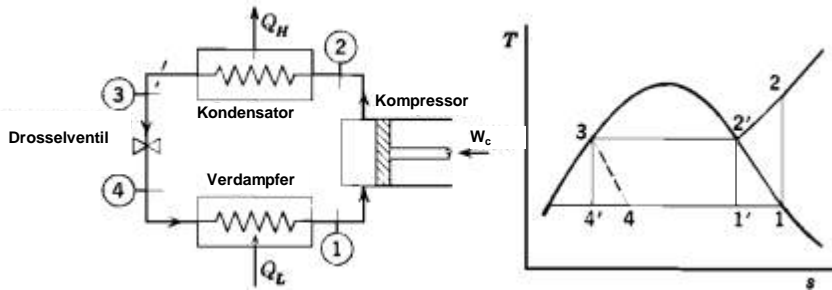 Q_H
2
3
Kondensator
Kompressor
Drosselventil
W_c
4
Verdampfer
1
Q_L
T
2
3
2'
4'
4
1'
1
s